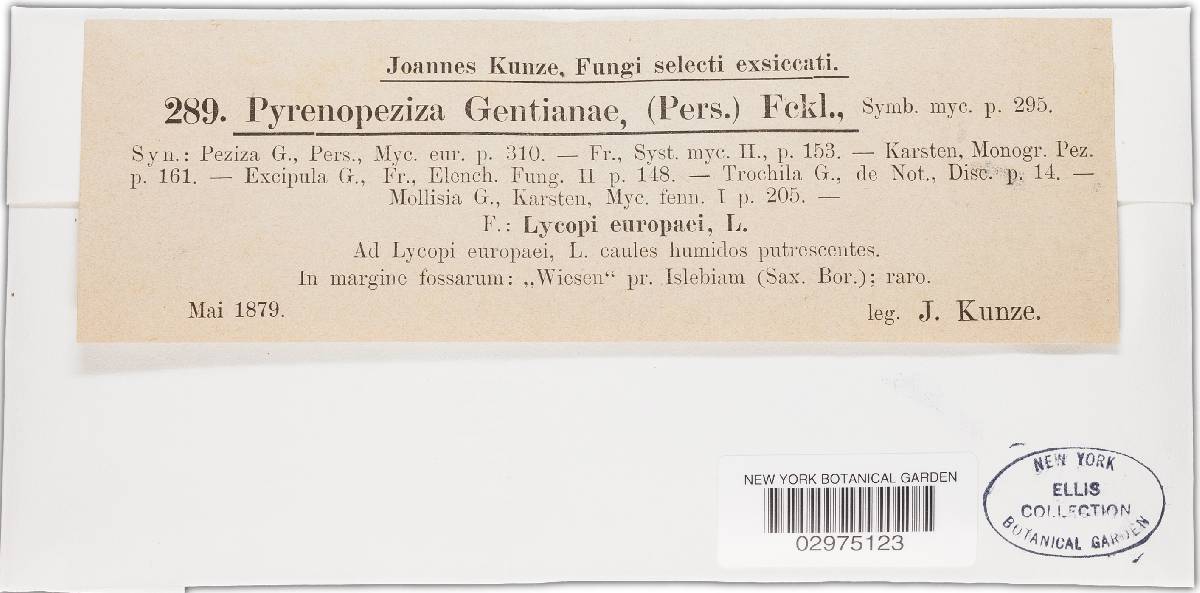 Joannes Kunze, Fungi selecti exsiccati.
289. Pyrenopeziza Gentianae, (Pers.) Fckl., Symb. myc. p. 295.
Syn.: Peziza G., Pers., Myc. eur. p. 310. — Fr., Syst. myc. II., p. 153. — Karsten, Monogr. Pez.
p. 161. — Excipula G., Fr., Elench. Fung. II p. 148. — Trochila G., de Not., Disc. p. 14. —
Mollisia G., Karsten, Myc. fenn. I p. 205. —
F.: Lycopi europaei, L.
Ad Lycopi europaei, L. caules humidos putrescentes.
In margine fossarum: „Wiesen“ pr. Islebiam (Sax. Bor.); raro.
Mai 1879. leg. J. Kunze.
NEW YORK BOTANICAL GARDEN
02975123
NEW YORK
ELLIS
COLLECTION
BOTANICAL GARDEN